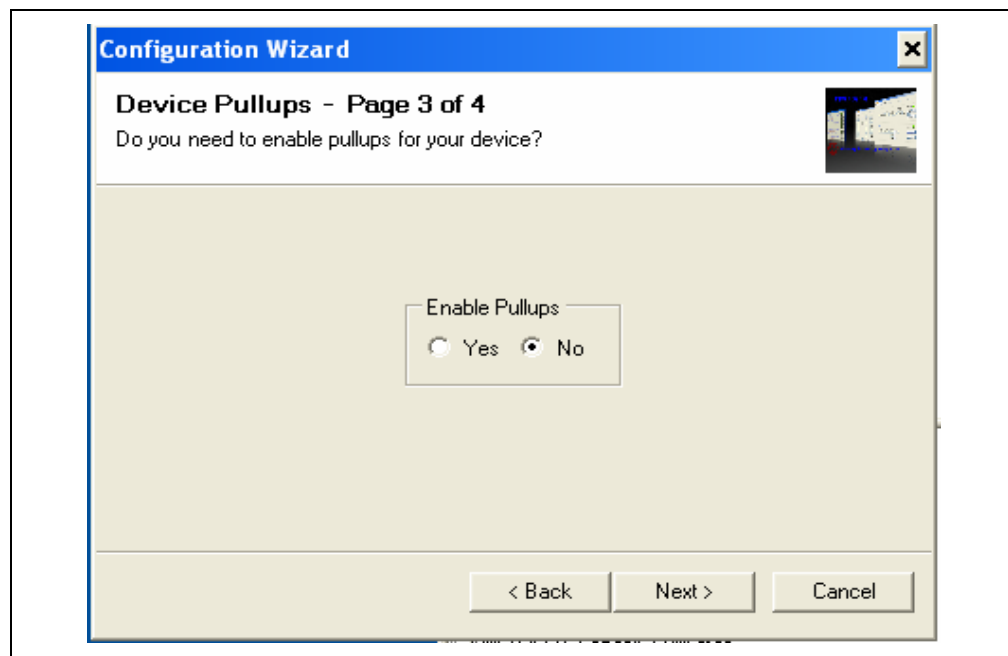 Configuration Wizard
Device Pullups - Page 3 of 4
Do you need to enable pullups for your device?
Enable Pullups
Yes No
< Back Next > Cancel